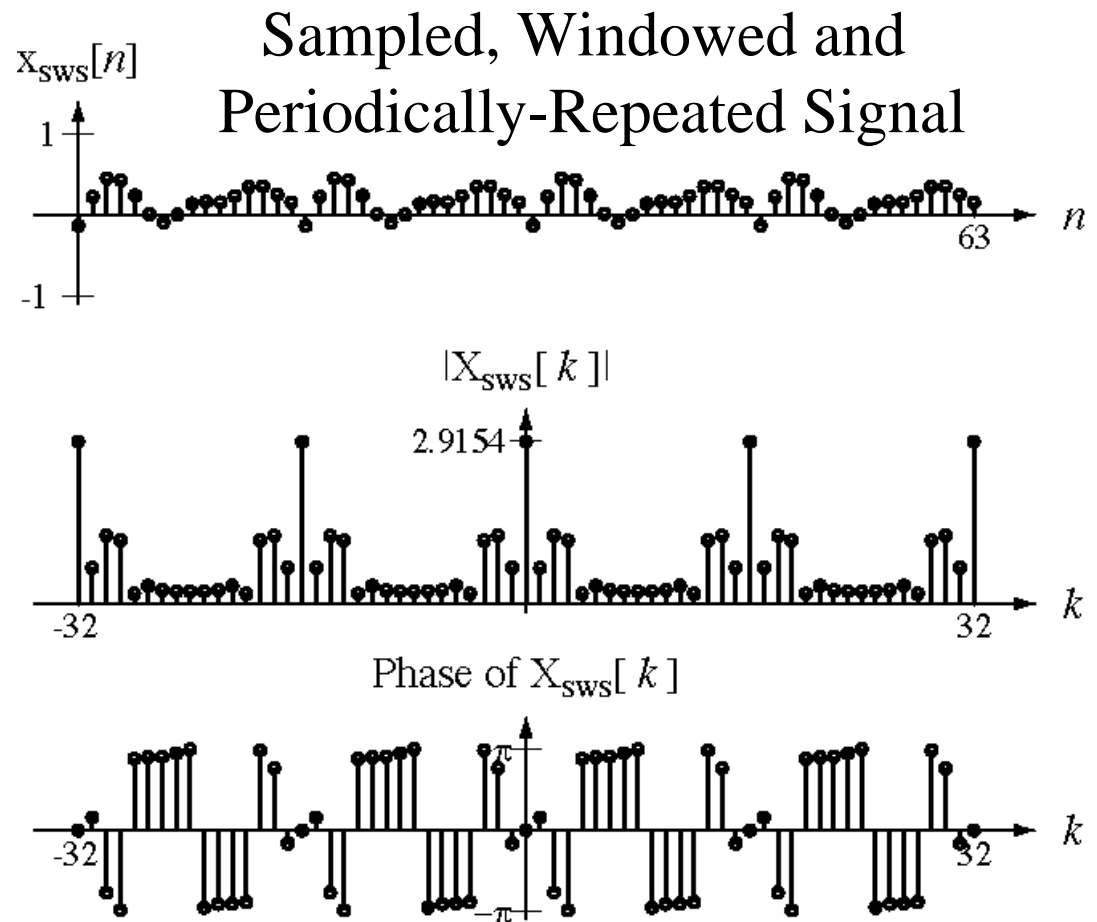 Sampled, Windowed and
Periodically-Repeated Signal
x_sws[n]
1
-1
63
n
|X_sws[ k ]|
2.9154
-32
32
k
Phase of X_sws[ k ]
π
-32
32
k
-π